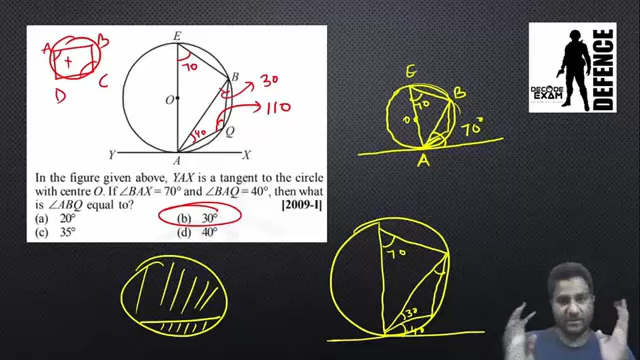 A B
+
D C
E
70
B
30
110
O
40
Q
Y A X
In the figure given above, YAX is a tangent to the circle
with centre O. If ∠BAX = 70° and ∠BAQ = 40°, then what
is ∠ABQ equal to? [2009-I]
(a) 20° (b) 30°
(c) 35° (d) 40°
E
70 B
O
70°
A
70
30
40
DECODE
EXAM
DEFENCE